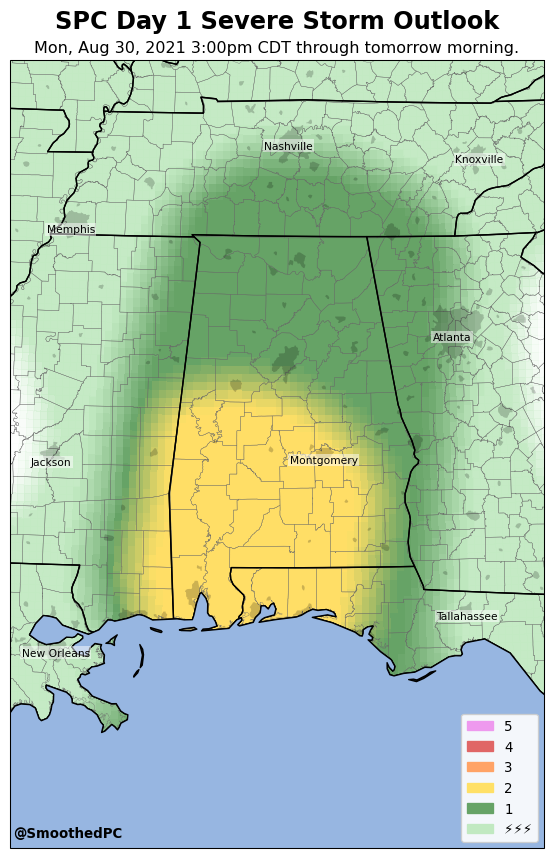 SPC Day 1 Severe Storm Outlook
Mon, Aug 30, 2021 3:00pm CDT through tomorrow morning.
Nashville
Knoxville
Memphis
Atlanta
Montgomery
Jackson
Tallahassee
New Orleans
5
4
3
2
1
⚡⚡⚡
@SmoothedPC